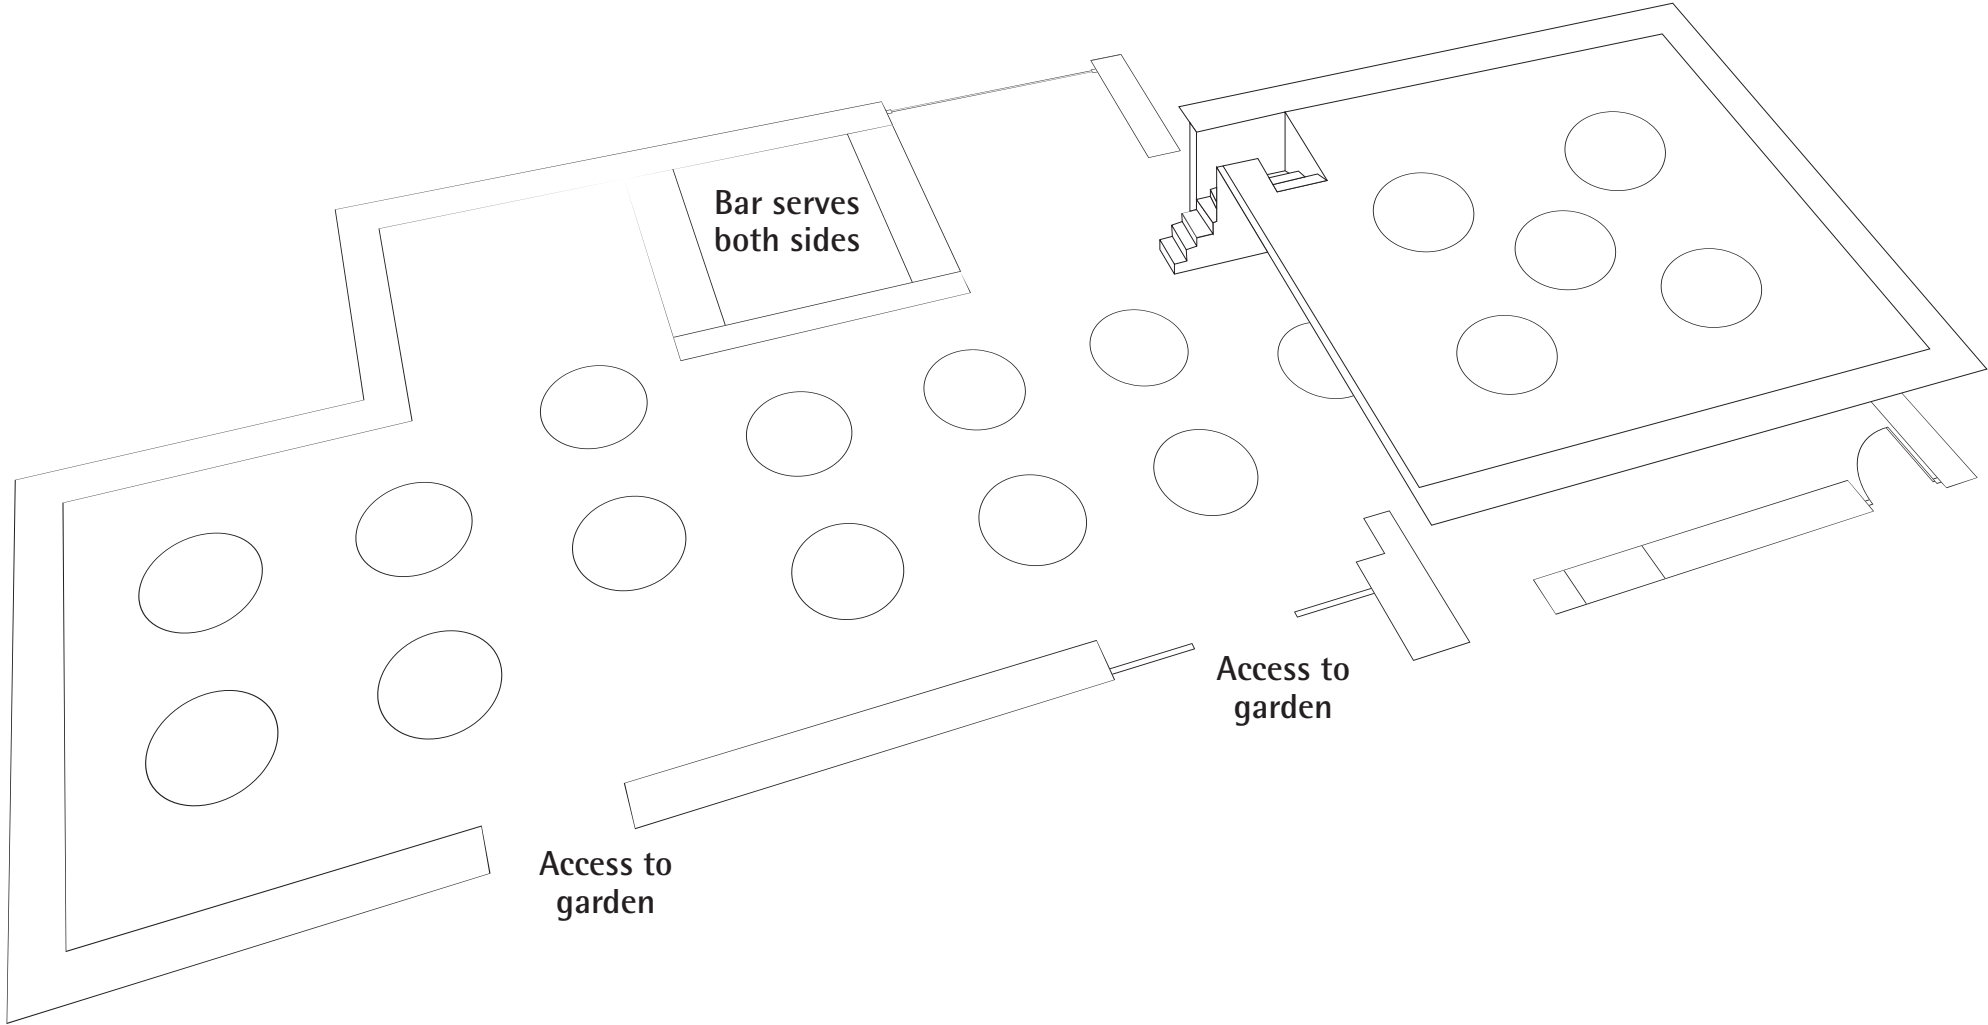 Bar serves
both sides
Access to
garden
Access to
garden